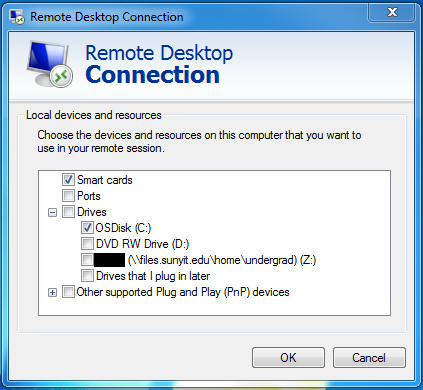 Remote Desktop Connection
Remote Desktop
Connection
Local devices and resources
Choose the devices and resources on this computer that you want to
use in your remote session.
Smart cards
Ports
Drives
OSDisk (C:)
DVD RW Drive (D:)
(\\files.sunyit.edu\home\undergrad) (Z:)
Drives that I plug in later
Other supported Plug and Play (PnP) devices
OK Cancel